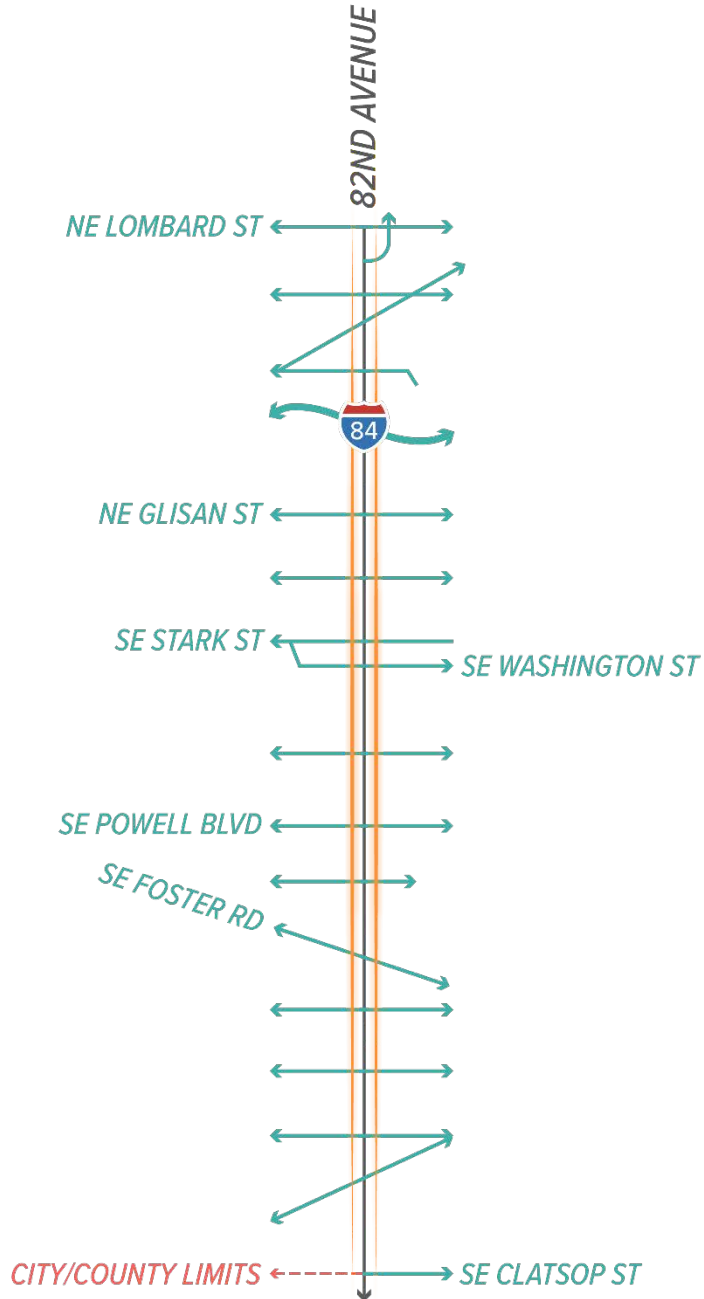 82ND AVENUE
NE LOMBARD ST
84
NE GLISAN ST
SE STARK ST
SE WASHINGTON ST
SE POWELL BLVD
SE FOSTER RD
CITY/COUNTY LIMITS
SE CLATSOP ST